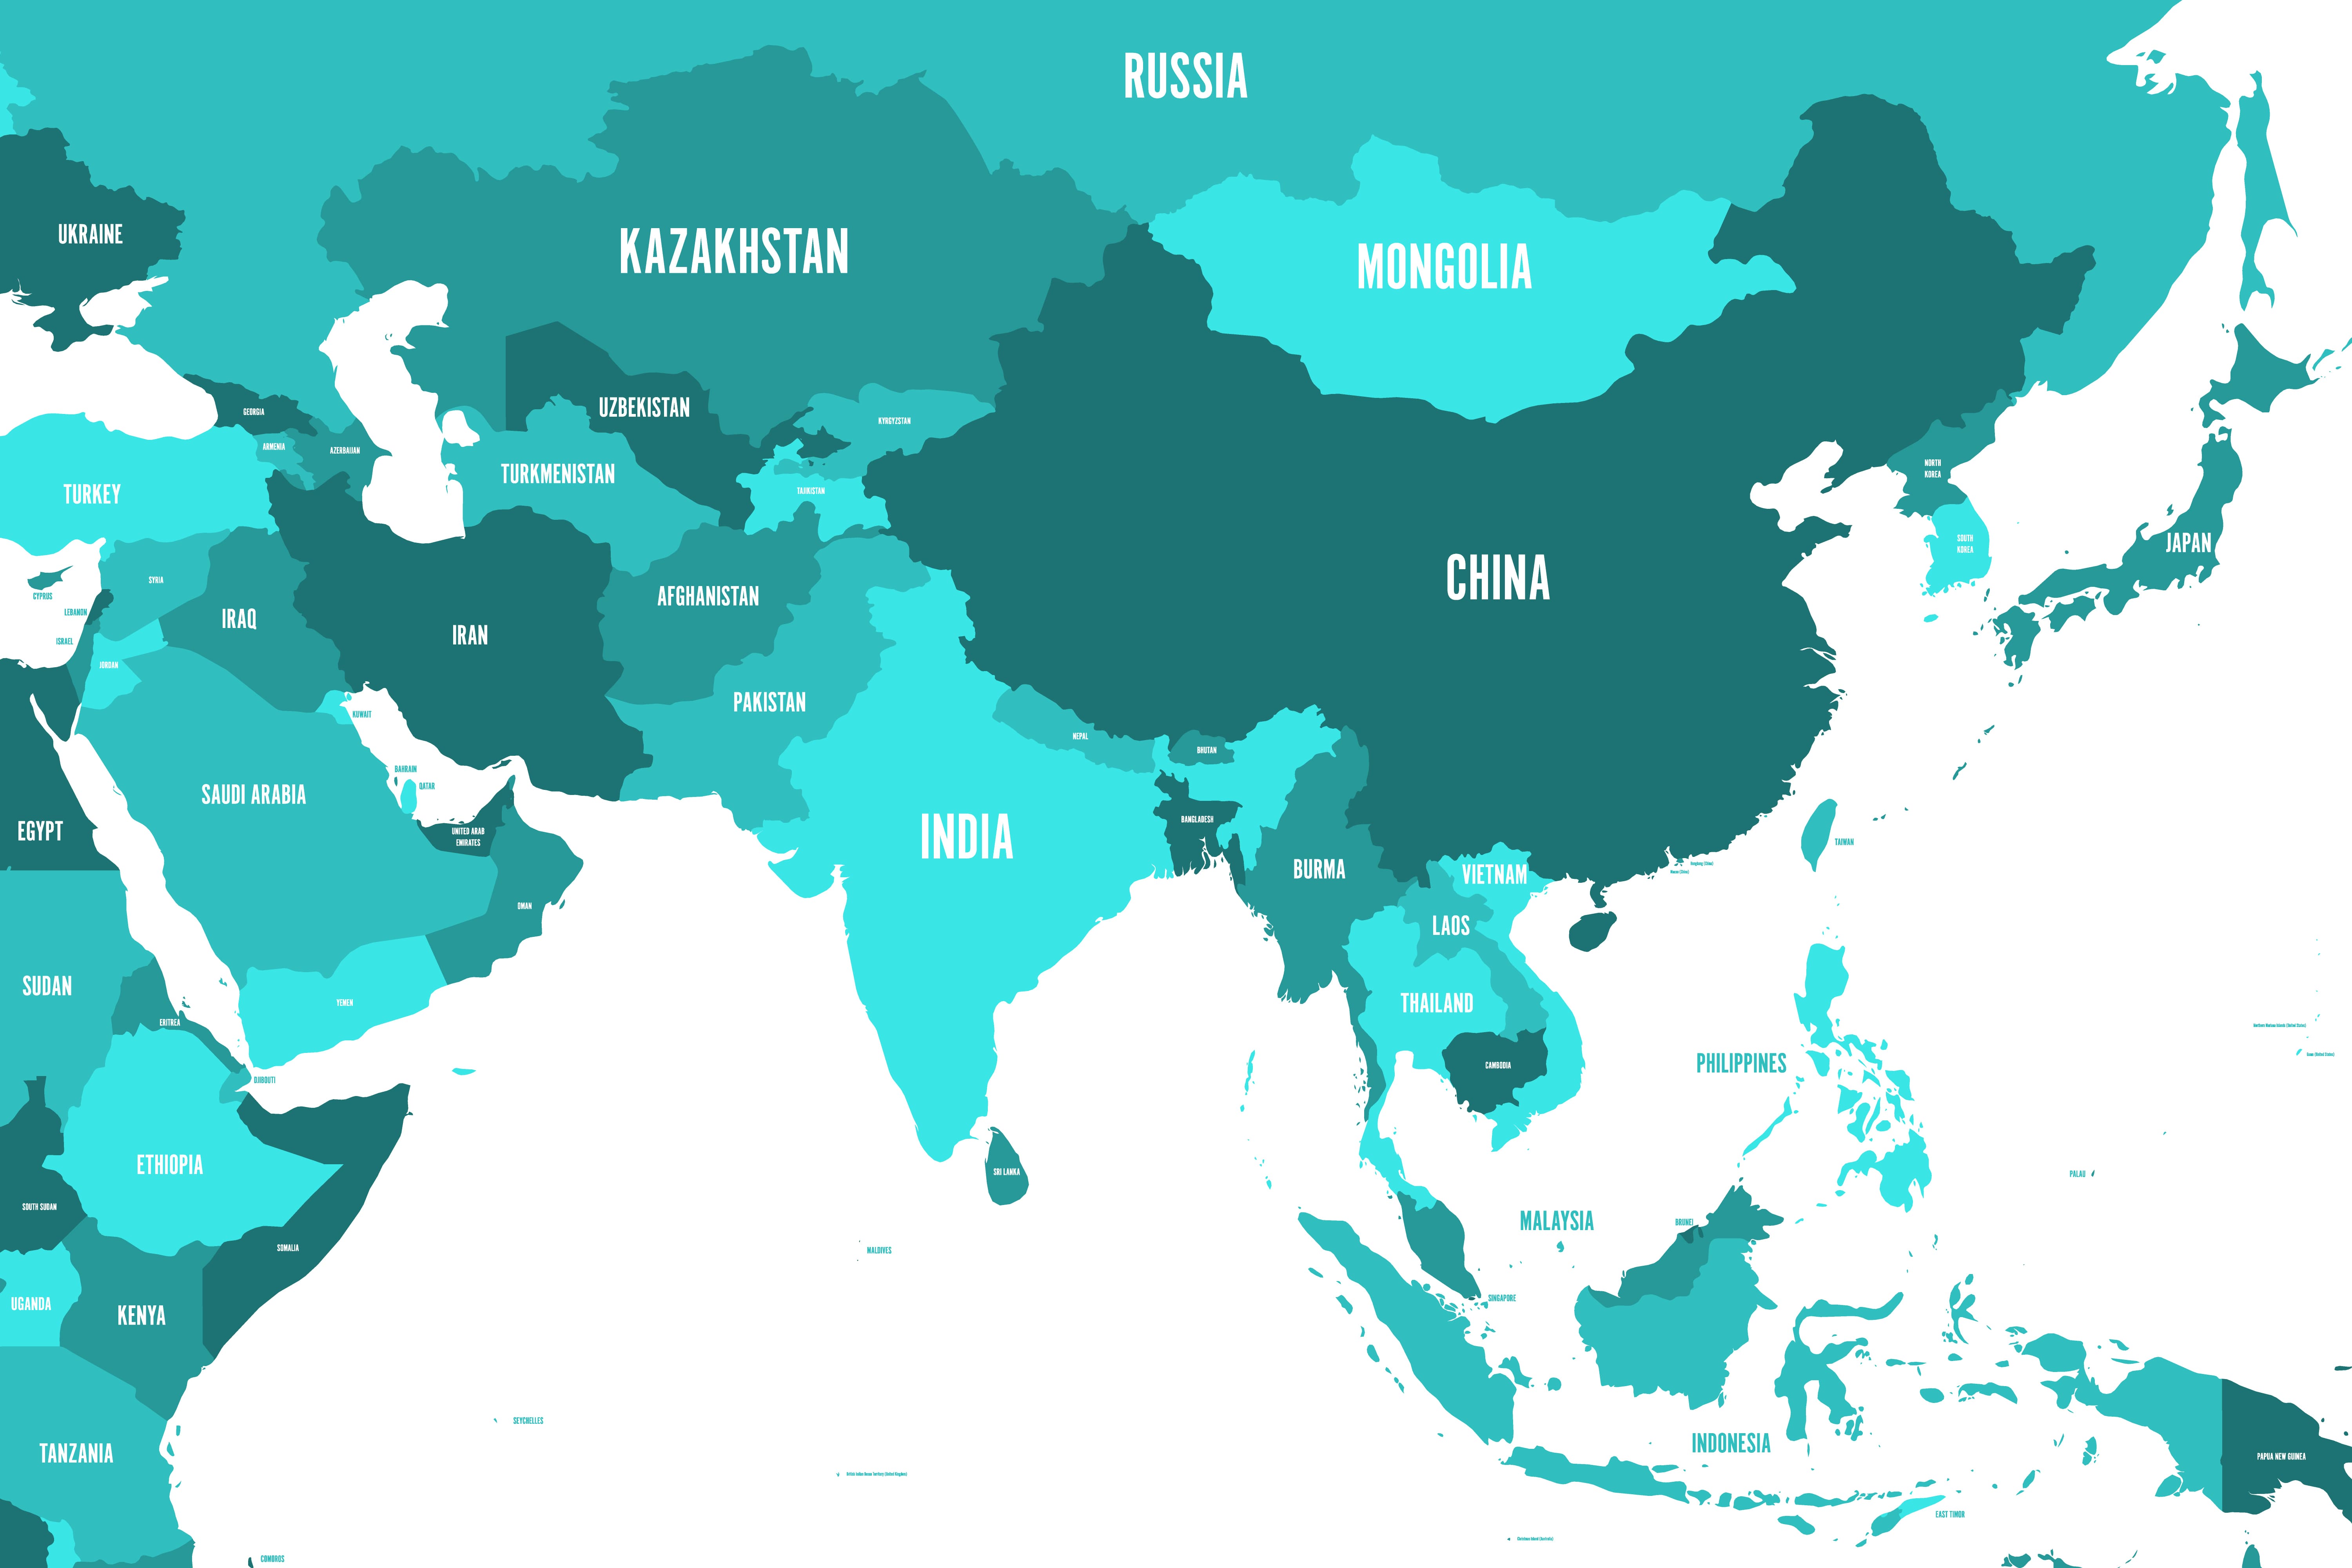 RUSSIA
UKRAINE
KAZAKHSTAN
MONGOLIA
GEORGIA
UZBEKISTAN
KYRGYZSTAN
ARMENIA
AZERBAIJAN
TURKEY
TURKMENISTAN
TAJIKISTAN
NORTH
KOREA
SOUTH
KOREA
JAPAN
CHINA
SYRIA
CYPRUS
LEBANON
IRAQ
IRAN
AFGHANISTAN
ISRAEL
JORDAN
PAKISTAN
KUWAIT
NEPAL
BHUTAN
BAHRAIN
QATAR
SAUDI ARABIA
EGYPT
UNITED ARAB
EMIRATES
INDIA
BANGLADESH
TAIWAN
BURMA
VIETNAM
Hongkong (China)
Macao (China)
OMAN
LAOS
SUDAN
YEMEN
THAILAND
ERITREA
Northern Mariana Islands (United States)
Guam (United States)
PHILIPPINES
CAMBODIA
DJIBOUTI
ETHIOPIA
SRI LANKA
PALAU
SOUTH SUDAN
MALAYSIA
BRUNEI
SOMALIA
MALDIVES
SINGAPORE
UGANDA
KENYA
SEYCHELLES
INDONESIA
TANZANIA
PAPUA NEW GUINEA
British Indian Ocean Territory (United Kingdom)
EAST TIMOR
Christmas Island (Australia)
COMOROS